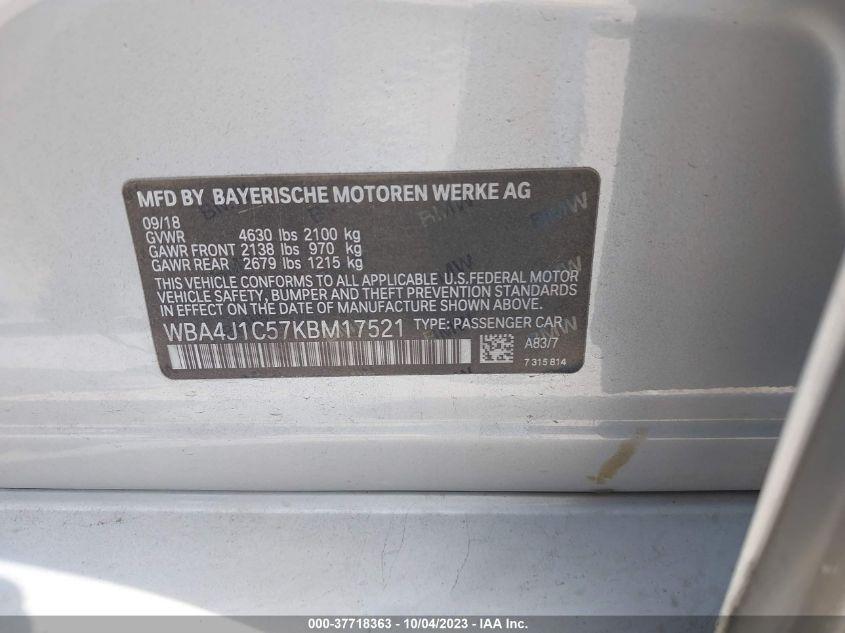 MFD BY BAYERISCHE MOTOREN WERKE AG
09/18
GVWR 4630 lbs 2100 kg
GAWR FRONT 2138 lbs 970 kg
GAWR REAR 2679 lbs 1215 kg
THIS VEHICLE CONFORMS TO ALL APPLICABLE U.S.FEDERAL MOTOR
VEHICLE SAFETY, BUMPER AND THEFT PREVENTION STANDARDS
IN EFFECT ON THE DATE OF MANUFACTURE SHOWN ABOVE.
WBA4J1C57KBM17521 TYPE: PASSENGER CAR
A83/7
7 315 814
000-37718363 - 10/04/2023 - IAA Inc.